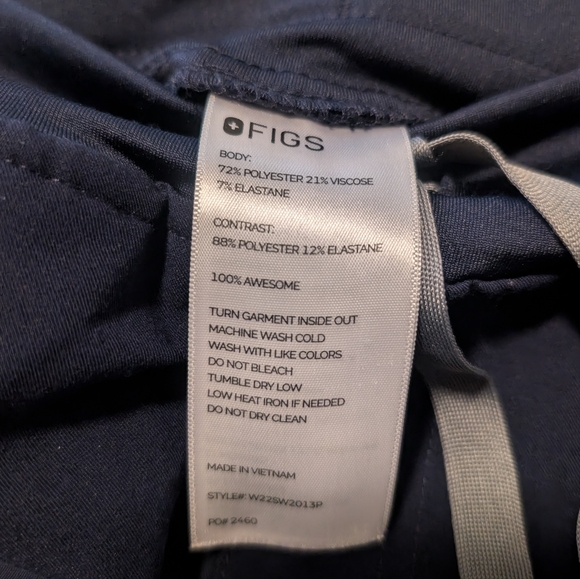 FIGS
BODY:
72% POLYESTER 21% VISCOSE
7% ELASTANE
CONTRAST:
88% POLYESTER 12% ELASTANE
100% AWESOME
TURN GARMENT INSIDE OUT
MACHINE WASH COLD
WASH WITH LIKE COLORS
DO NOT BLEACH
TUMBLE DRY LOW
LOW HEAT IRON IF NEEDED
DO NOT DRY CLEAN
MADE IN VIETNAM
STYLE#: W22SW2013P
PO# 2460